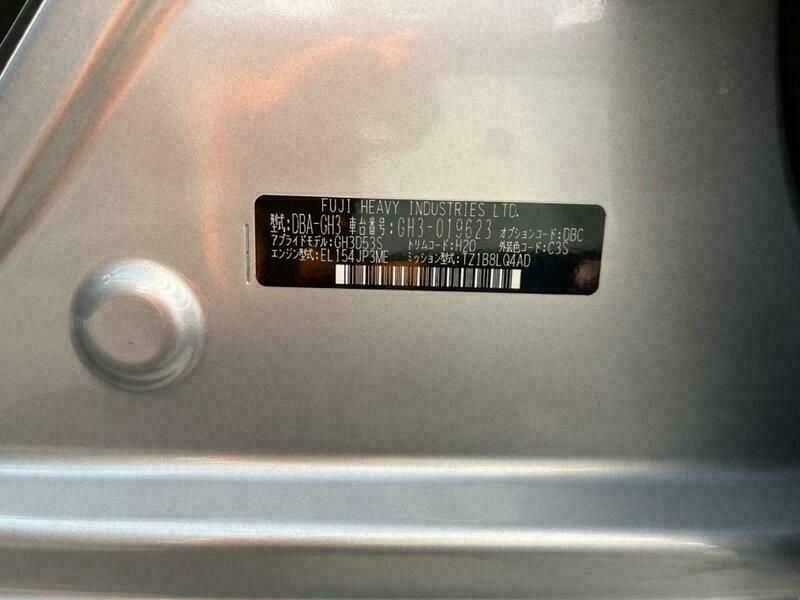 FUJI HEAVY INDUSTRIES LTD.
型式:DBA-GH3 車台番号:GH3-019623 オプションコード:DBC
アプライドモデル:GH3D53S トリムコード:H20 外装色コード:C3S
エンジン型式:EL154JP3ME ミッション型式:TZ1B8LQ4AD